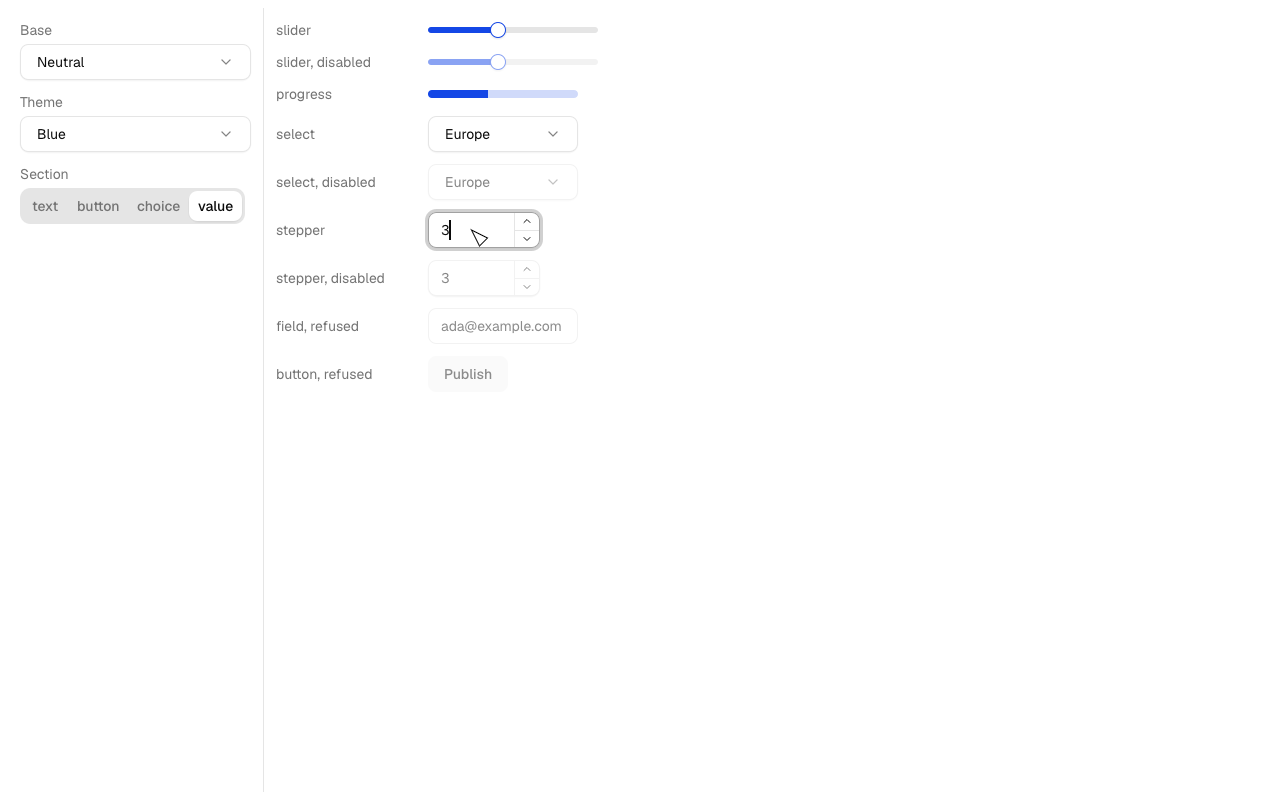 Base
Neutral
Theme
Blue
Section
text button choice value
slider
slider, disabled
progress
select Europe
select, disabled Europe
stepper 3
stepper, disabled 3
field, refused ada@example.com
button, refused Publish